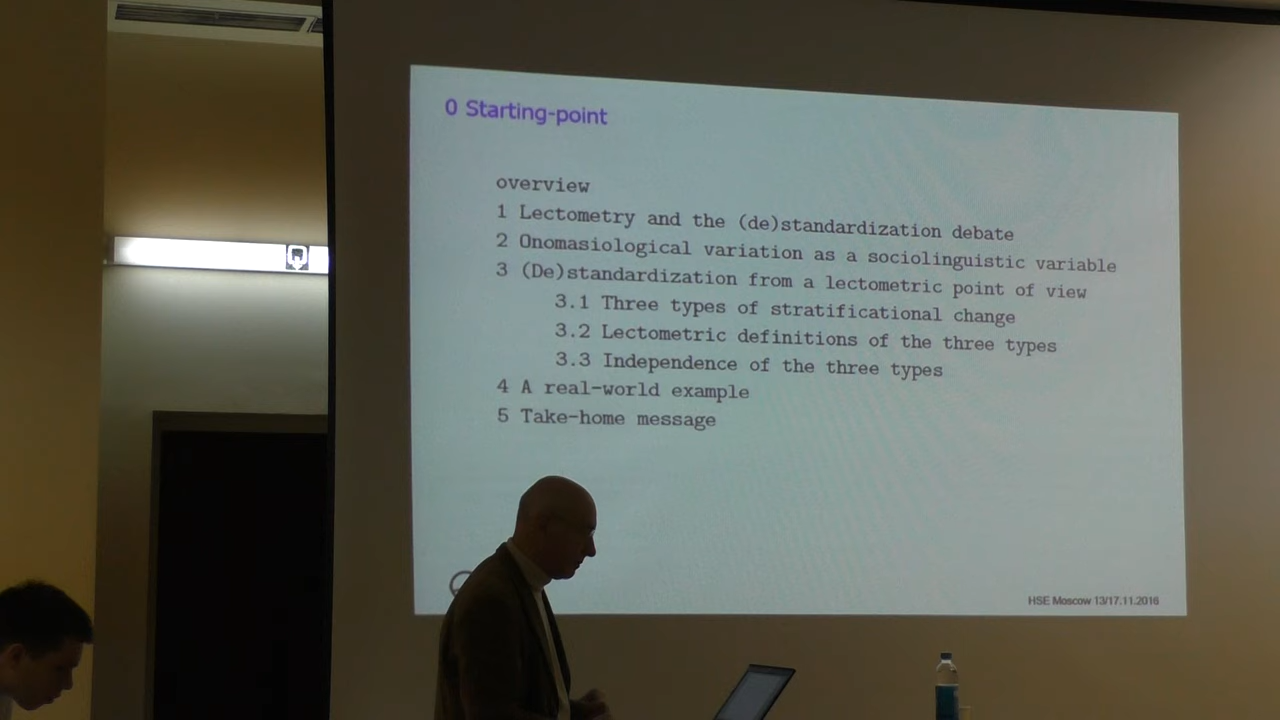 0 Starting-point
overview
1 Lectometry and the (de)standardization debate
2 Onomasiological variation as a sociolinguistic variable
3 (De)standardization from a lectometric point of view
3.1 Three types of stratificational change
3.2 Lectometric definitions of the three types
3.3 Independence of the three types
4 A real-world example
5 Take-home message
HSE Moscow 13/17.11.2016